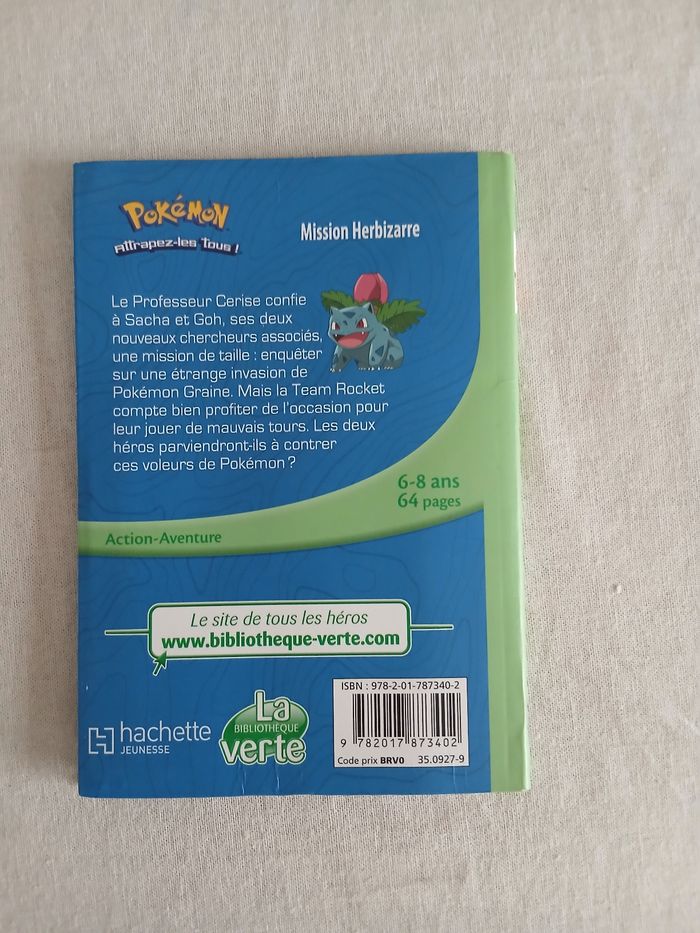 POKÉMON
Attrapez-les tous !
Mission Herbizarre
Le Professeur Cerise confie
à Sacha et Goh, ses deux
nouveaux chercheurs associés,
une mission de taille : enquêter
sur une étrange invasion de
Pokémon Graine. Mais la Team Rocket
compte bien profiter de l'occasion pour
leur jouer de mauvais tours. Les deux
héros parviendront-ils à contrer
ces voleurs de Pokémon ?
6-8 ans
64 pages
Action-Aventure
Le site de tous les héros
www.bibliotheque-verte.com
hachette
JEUNESSE
La
BIBLIOTHÈQUE
verte
ISBN : 978-2-01-787340-2
9 782017 873402
Code prix BRV0 35.0927-9